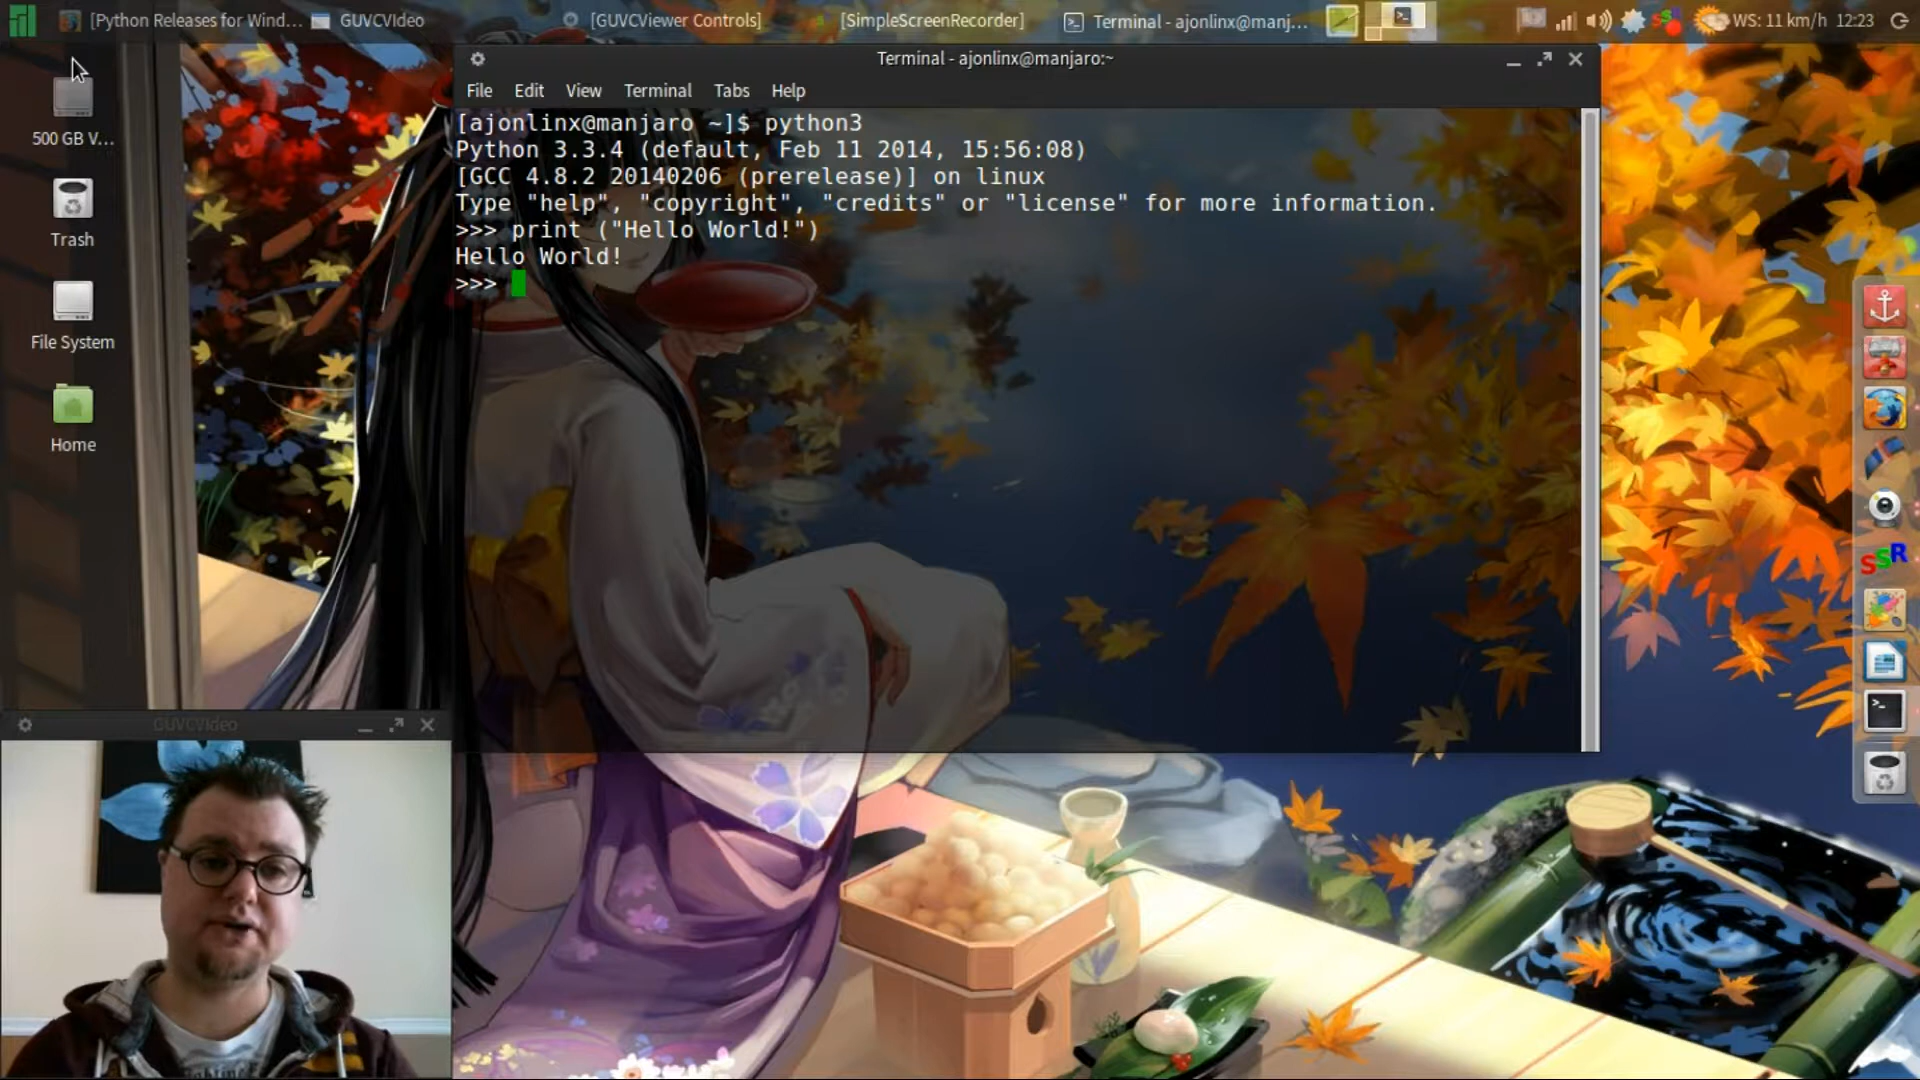 [Python Releases for Wind...
GUVCVIdeo
[GUVCViewer Controls]
[SimpleScreenRecorder]
Terminal - ajonlinx@manj...
WS: 11 km/h
12:23
Terminal - ajonlinx@manjaro:~
File Edit View Terminal Tabs Help
[ajonlinx@manjaro ~]$ python3
Python 3.3.4 (default, Feb 11 2014, 15:56:08)
[GCC 4.8.2 20140206 (prerelease)] on linux
Type "help", "copyright", "credits" or "license" for more information.
>>> print ("Hello World!")
Hello World!
>>>
500 GB V...
Trash
File System
Home
SSR
GUVCVideo